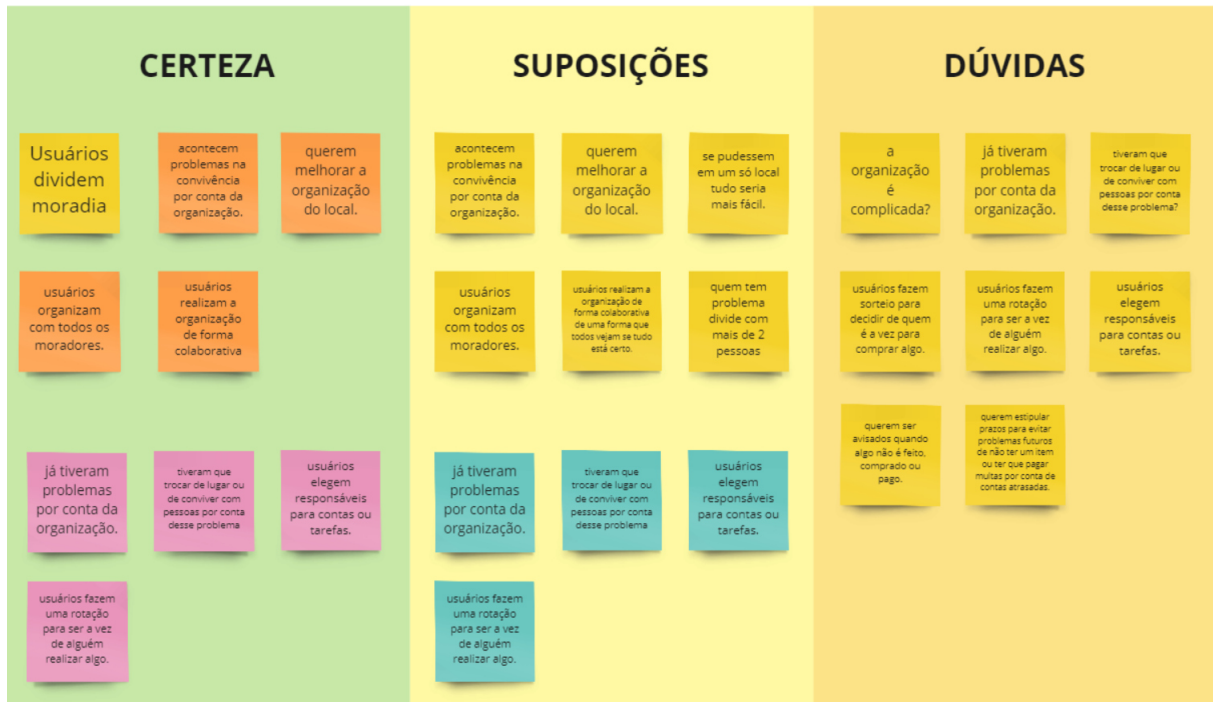 CERTEZA
Usuários
dividem
moradia
acontecem
problemas na
convivência
por conta da
organização.
querem
melhorar a
organização
do local.
usuários
organizam
com todos os
moradores.
usuários
realizam a
organização
de forma
colaborativa
já tiveram
problemas
por conta da
organização.
tiveram que
trocar de lugar ou
de conviver com
pessoas por conta
desse problema
usuários
elegem
responsáveis
para contas ou
tarefas.
usuários fazem
uma rotação
para ser a vez
de alguém
realizar algo.
SUPOSIÇÕES
acontecem
problemas na
convivência
por conta da
organização.
querem
melhorar a
organização
do local.
se pudessem
em um só local
tudo seria
mais fácil.
usuários
organizam
com todos os
moradores.
usuários realizam a
organização de
forma colaborativa
de uma forma que
todos vejam se tudo
está certo.
quem tem
problema
divide com
mais de 2
pessoas
já tiveram
problemas
por conta da
organização.
tiveram que
trocar de lugar ou
de conviver com
pessoas por conta
desse problema
usuários
elegem
responsáveis
para contas ou
tarefas.
usuários fazem
uma rotação
para ser a vez
de alguém
realizar algo.
DÚVIDAS
a
organização
é
complicada?
já tiveram
problemas
por conta da
organização.
tiveram que
trocar de lugar ou
de conviver com
pessoas por conta
desse problema?
usuários fazem
sorteio para
decidir de quem
é a vez para
comprar algo.
usuários fazem
uma rotação
para ser a vez
de alguém
realizar algo.
usuários
elegem
responsáveis
para contas ou
tarefas.
querem ser
avisados quando
algo não é feito,
comprado ou
pago.
querem estipular
prazos para evitar
problemas futuros
de não ter um item
ou ter que pagar
multas por conta de
contas atrasadas.